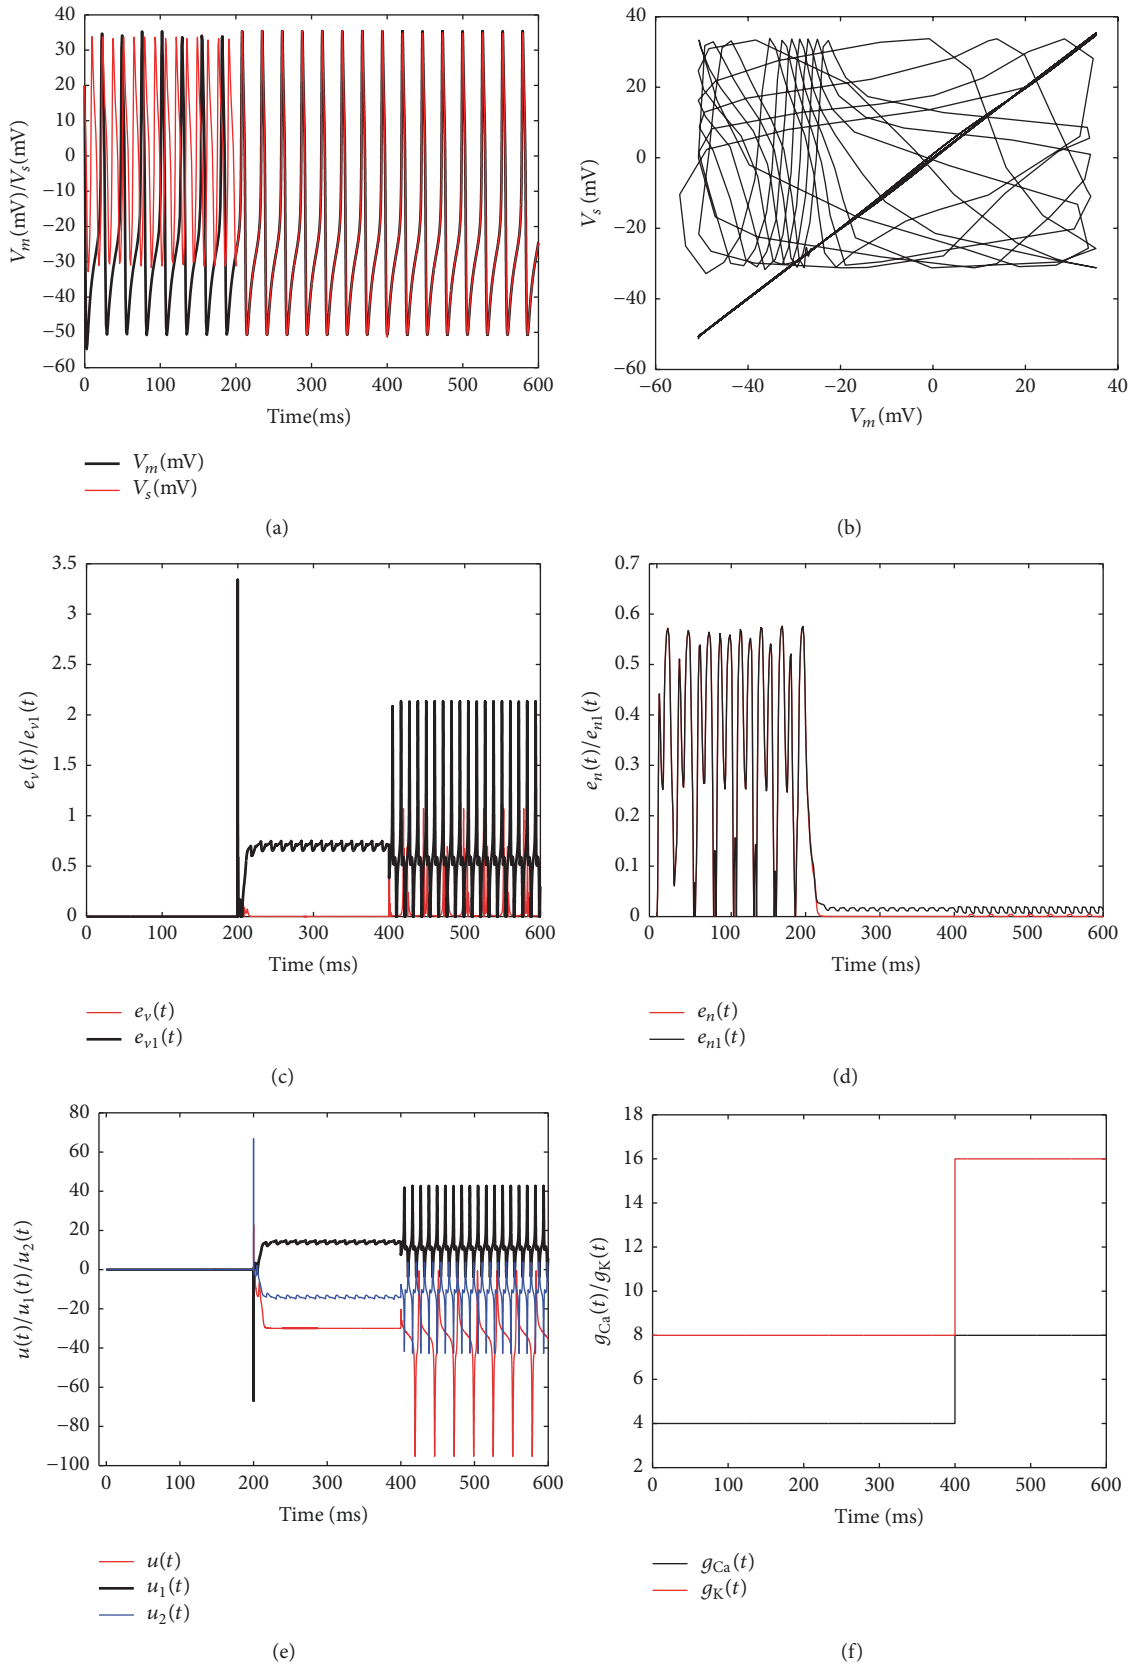 40
30
20
10
0
−10
−20
−30
−40
−50
−60
V_m(mV)/V_s(mV)
0 100 200 300 400 500 600
Time(ms)
V_m(mV)
V_s(mV)
(a)
40
20
0
−20
−40
−60
V_s(mV)
−60 −40 −20 0 20 40
V_m(mV)
(b)
3.5
3
2.5
2
1.5
1
0.5
0
e_v(t)/e_v1(t)
0 100 200 300 400 500 600
Time (ms)
e_v(t)
e_v1(t)
(c)
0.7
0.6
0.5
0.4
0.3
0.2
0.1
0
e_n(t)/e_n1(t)
0 100 200 300 400 500 600
Time (ms)
e_n(t)
e_n1(t)
(d)
80
60
40
20
0
−20
−40
−60
−80
−100
u(t)/u_1(t)/u_2(t)
0 100 200 300 400 500 600
Time (ms)
u(t)
u_1(t)
u_2(t)
(e)
18
16
14
12
10
8
6
4
2
g_Ca(t)/g_K(t)
0 100 200 300 400 500 600
Time (ms)
g_Ca(t)
g_K(t)
(f)